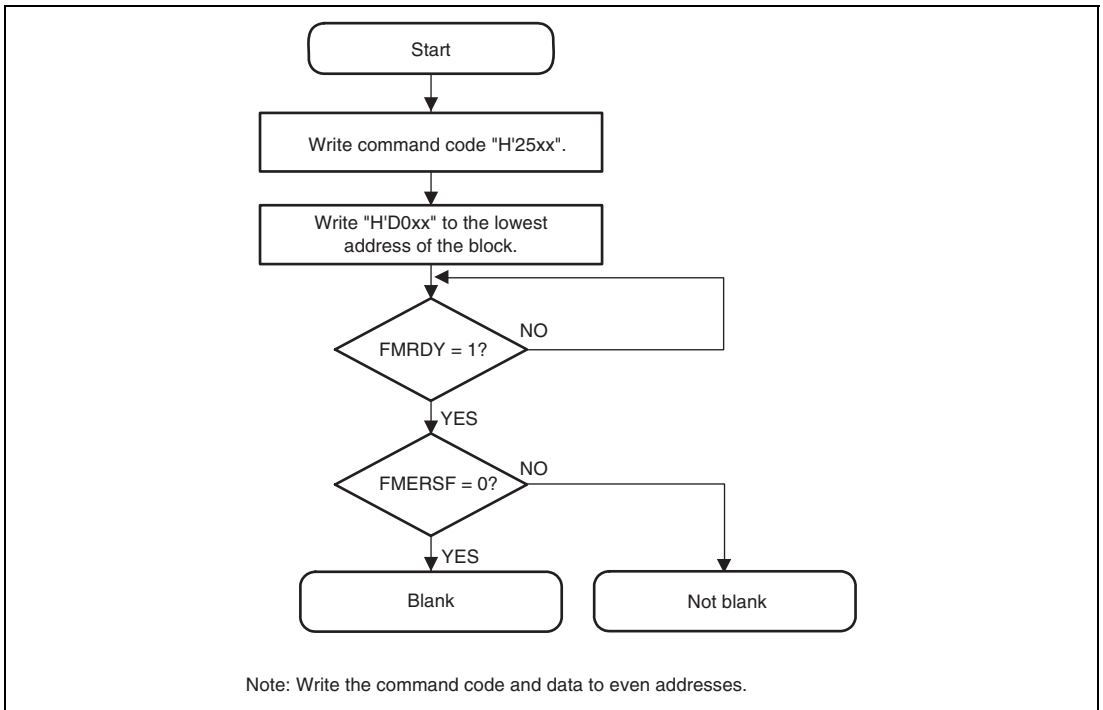 Start
Write command code "H'25xx".
Write "H'D0xx" to the lowest
address of the block.
NO
FMRDY = 1?
YES
NO
FMERSF = 0?
YES
Blank
Not blank
Note: Write the command code and data to even addresses.